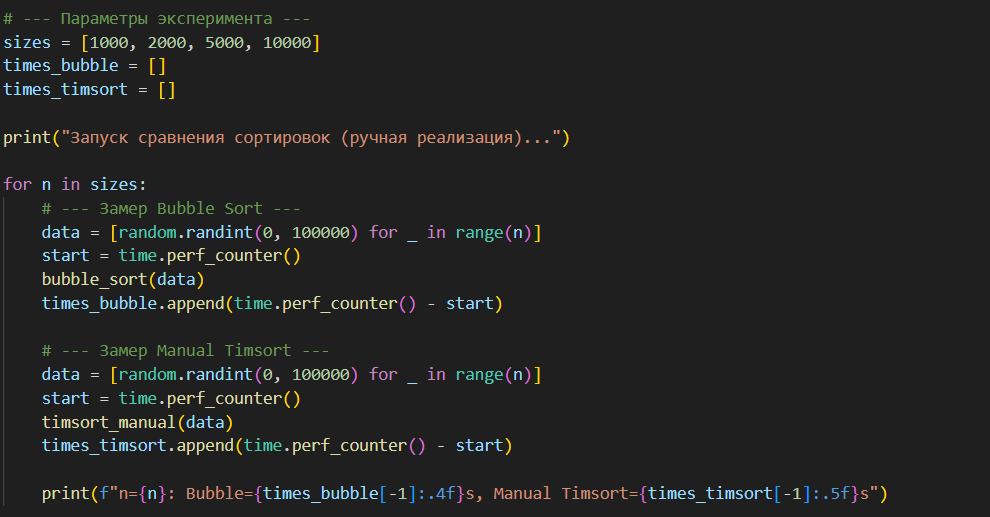 # --- Параметры эксперимента ---
sizes = [1000, 2000, 5000, 10000]
times_bubble = []
times_timsort = []
print("Запуск сравнения сортировок (ручная реализация)...")
for n in sizes:
    # --- Замер Bubble Sort ---
    data = [random.randint(0, 100000) for _ in range(n)]
    start = time.perf_counter()
    bubble_sort(data)
    times_bubble.append(time.perf_counter() - start)
    # --- Замер Manual Timsort ---
    data = [random.randint(0, 100000) for _ in range(n)]
    start = time.perf_counter()
    timsort_manual(data)
    times_timsort.append(time.perf_counter() - start)
    print(f"n={n}: Bubble={times_bubble[-1]:.4f}s, Manual Timsort={times_timsort[-1]:.5f}s")